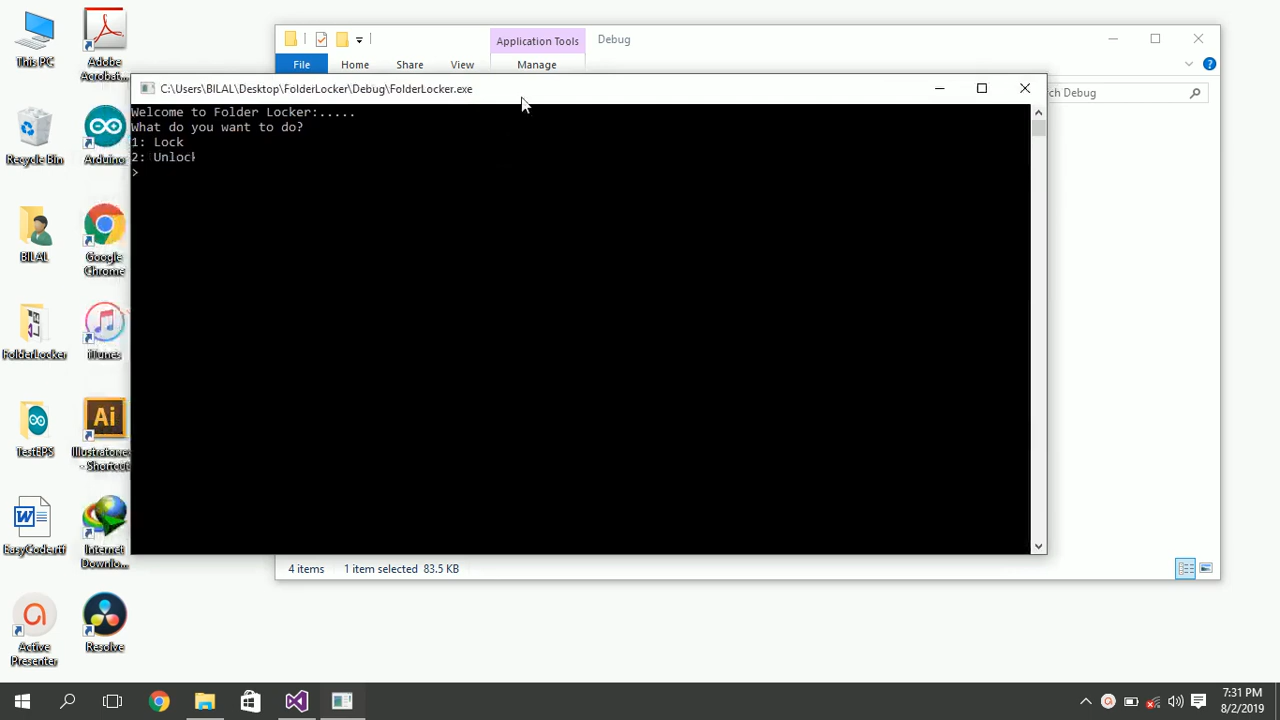 This PC
Adobe
Acrobat...
Recycle Bin
Arduino
BILAL
Google
Chrome
FolderLocker
iTunes
TestEPS
Ai
Illustrator.exe
- Shortcut
EasyCode.rtf
Internet
Downlo...
Active
Presenter
Resolve
Application Tools
Debug
File
Home
Share
View
Manage
ch Debug
C:\Users\BILAL\Desktop\FolderLocker\Debug\FolderLocker.exe
Welcome to Folder Locker:.....
What do you want to do?
1: Lock
2: Unlock
>
4 items
1 item selected 83.5 KB
7:31 PM
8/2/2019